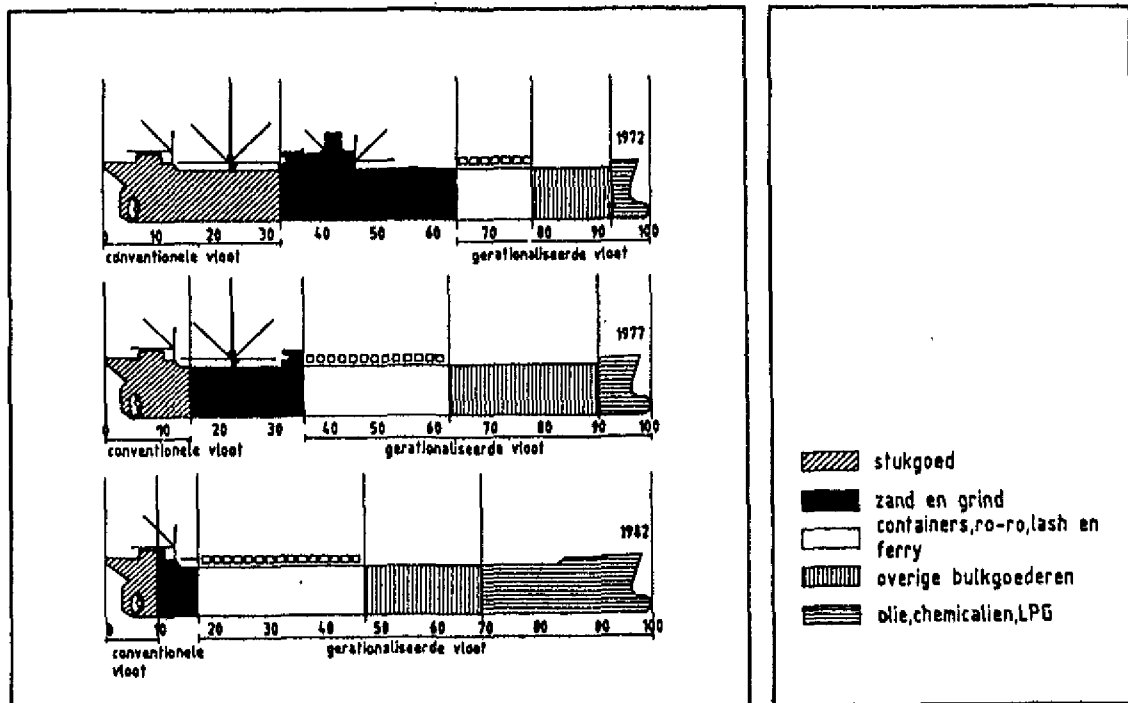 1972
0 10 20 30 40 50 60 70 80 90 100
conventionele vloot gerationaliseerde vloot
1977
0 10 20 30 40 50 60 70 80 90 100
conventionele vloot gerationaliseerde vloot
1982
0 10 20 30 40 50 60 70 80 90 100
conventionele gerationaliseerde vloot
vloot
stukgoed
zand en grind
containers,ro-ro,lash en
ferry
overige bulkgoederen
olie,chemicalien,LPG